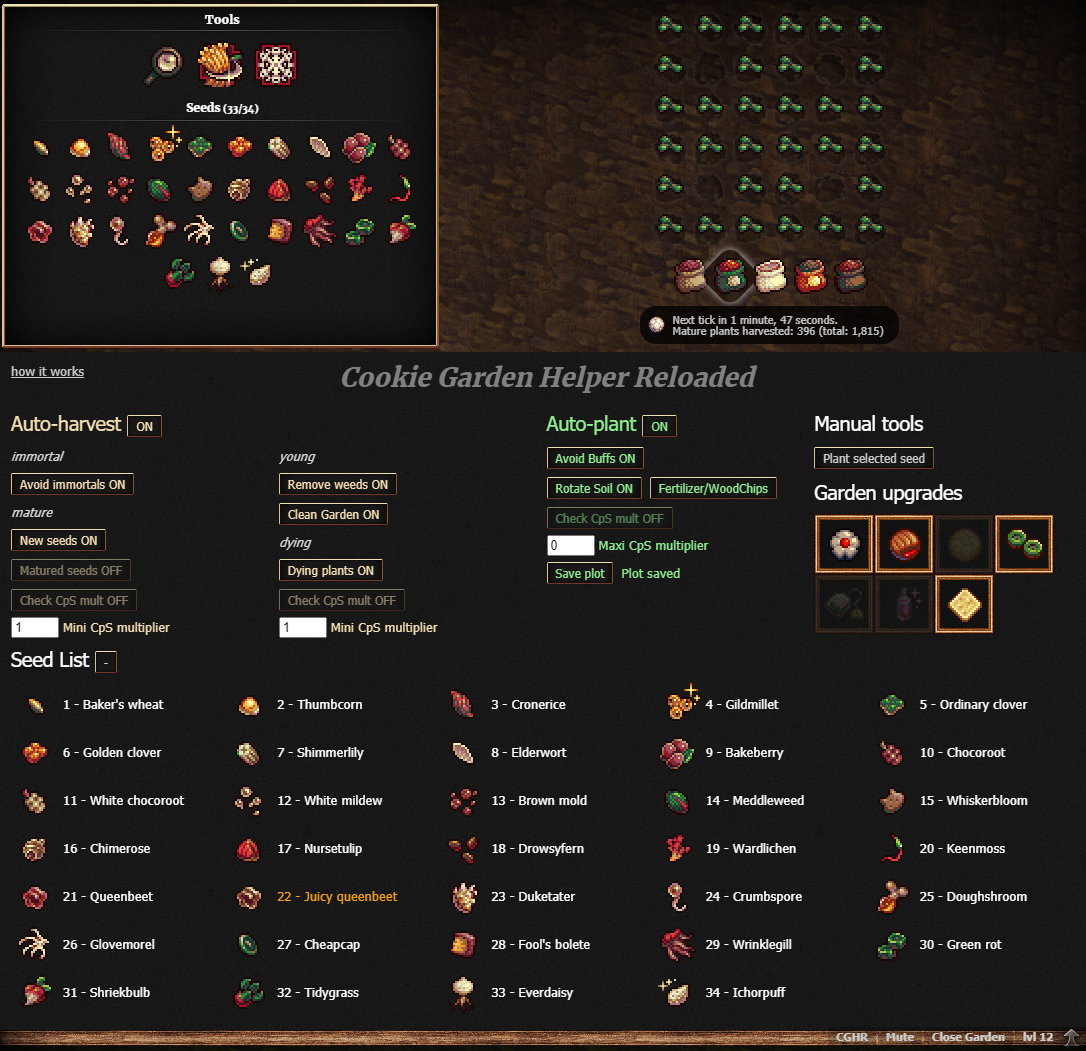 Tools
Seeds (33/34)
Next tick in 1 minute, 47 seconds.
Mature plants harvested: 396 (total: 1,815)
how it works
Cookie Garden Helper Reloaded
Auto-harvest ON
immortal
Avoid immortals ON
mature
New seeds ON
Matured seeds OFF
Check CpS mult OFF
1 Mini CpS multiplier
young
Remove weeds ON
Clean Garden ON
dying
Dying plants ON
Check CpS mult OFF
1 Mini CpS multiplier
Auto-plant ON
Avoid Buffs ON
Rotate Soil ON Fertilizer/WoodChips
Check CpS mult OFF
0 Maxi CpS multiplier
Save plot Plot saved
Manual tools
Plant selected seed
Garden upgrades
Seed List -
1 - Baker's wheat 2 - Thumbcorn 3 - Cronerice 4 - Gildmillet 5 - Ordinary clover
6 - Golden clover 7 - Shimmerlily 8 - Elderwort 9 - Bakeberry 10 - Chocoroot
11 - White chocoroot 12 - White mildew 13 - Brown mold 14 - Meddleweed 15 - Whiskerbloom
16 - Chimerose 17 - Nursetulip 18 - Drowsyfern 19 - Wardlichen 20 - Keenmoss
21 - Queenbeet 22 - Juicy queenbeet 23 - Duketater 24 - Crumbspore 25 - Doughshroom
26 - Glovemorel 27 - Cheapcap 28 - Fool's bolete 29 - Wrinklegill 30 - Green rot
31 - Shriekbulb 32 - Tidygrass 33 - Everdaisy 34 - Ichorpuff
CGHR Mute Close Garden lvl 12